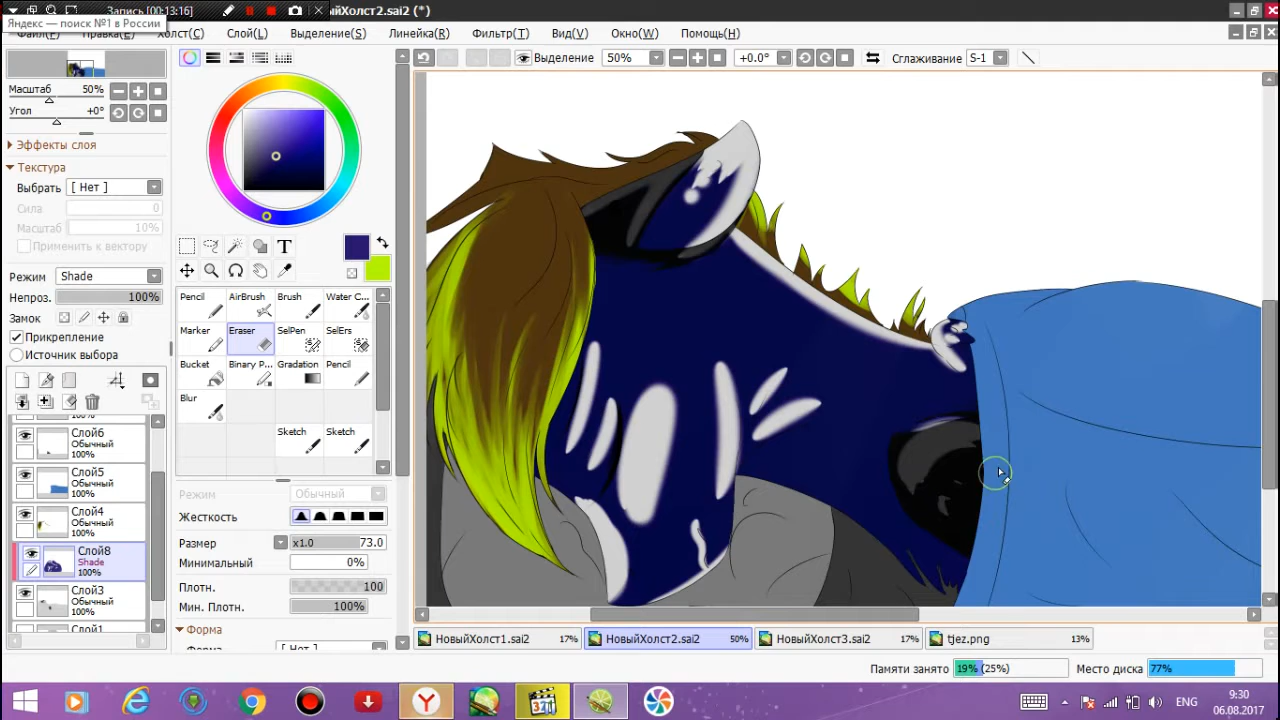 Запись [00:13:16]
ыйХолст2.sai2 (*)
Яндекс — поиск №1 в России
Файл(F)
Правка(E)
Холст(C)
Слой(L)
Выделение(S)
Линейка(R)
Фильтр(T)
Вид(V)
Окно(W)
Помощь(H)
Выделение
50%
+0.0°
Сглаживание
S-1
Масштаб
50%
Угол
+0°
Эффекты слоя
Текстура
Выбрать
[ Нет ]
Сила
0
Масштаб
10%
Применить к вектору
Режим
Shade
Непроз.
100%
Замок
Прикрепление
Источник выбора
T
Pencil
AirBrush
Brush
Water C...
Marker
Eraser
SelPen
SelErs
Bucket
Binary P...
Gradation
Pencil
Blur
Sketch
Sketch
Режим
Обычный
Жесткость
Размер
x1.0
73.0
Минимальный
0%
Плотн.
100
Мин. Плотн.
100%
Форма
[ Нет ]
100%
Слой6
Обычный
100%
Слой5
Обычный
100%
Слой4
Обычный
100%
Слой8
Shade
100%
Слой3
Обычный
100%
Слой1
НовыйХолст1.sai2
17%
НовыйХолст2.sai2
50%
НовыйХолст3.sai2
17%
tjez.png
13%
Памяти занято
19% (25%)
Место диска
77%
Y
321
ENG
9:30
06.08.2017